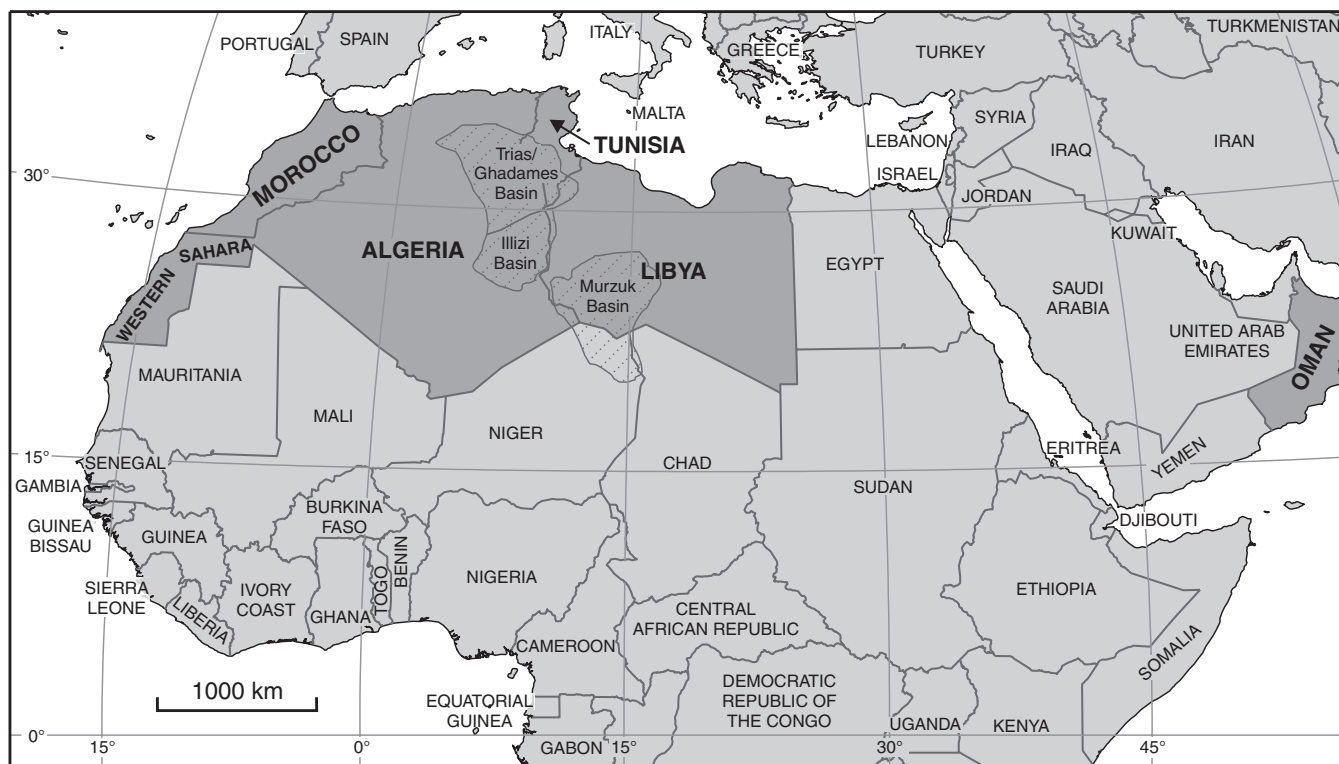 PORTUGAL
SPAIN
ITALY
GREECE
TURKEY
TURKMENISTAN
MALTA
SYRIA
LEBANON
IRAQ
IRAN
ISRAEL
JORDAN
KUWAIT
MOROCCO
TUNISIA
Trias/
Ghadames
Basin
30°
WESTERN SAHARA
ALGERIA
Illizi
Basin
LIBYA
Murzuk
Basin
EGYPT
SAUDI
ARABIA
UNITED ARAB
EMIRATES
OMAN
MAURITANIA
MALI
NIGER
CHAD
SUDAN
ERITREA
YEMEN
15°
SENEGAL
GAMBIA
GUINEA
BISSAU
GUINEA
SIERRA
LEONE
LIBERIA
IVORY
COAST
BURKINA
FASO
GHANA
TOGO
BENIN
NIGERIA
CAMEROON
CENTRAL
AFRICAN REPUBLIC
DJIBOUTI
ETHIOPIA
SOMALIA
1000 km
EQUATORIAL
GUINEA
GABON
DEMOCRATIC
REPUBLIC OF
THE CONGO
UGANDA
KENYA
0°
15°
0°
15°
30°
45°